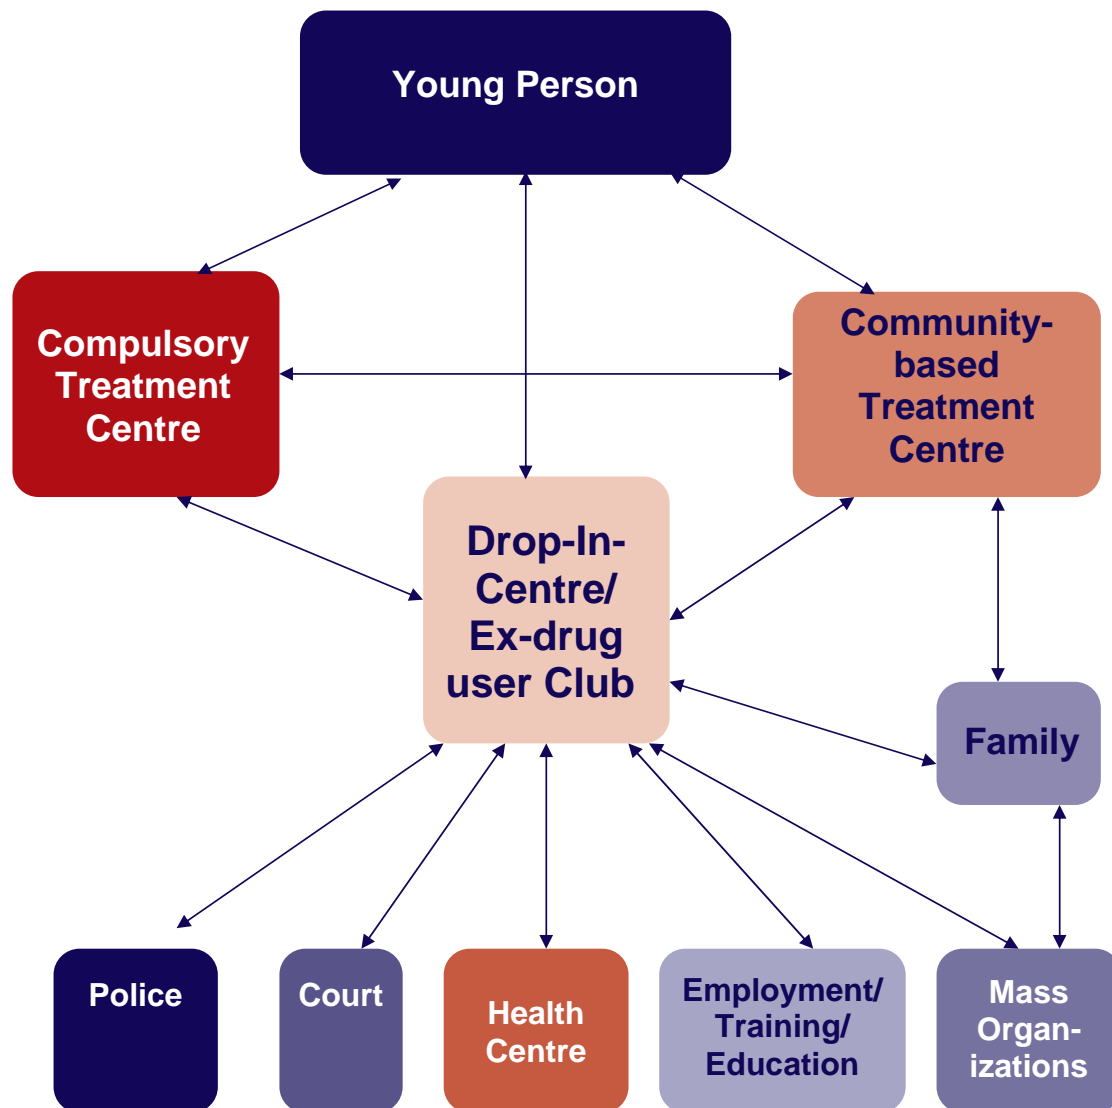 Young Person
Compulsory
Treatment
Centre
Community-
based
Treatment
Centre
Drop-In-
Centre/
Ex-drug
user Club
Family
Police
Court
Health
Centre
Employment/
Training/
Education
Mass
Organ-
izations